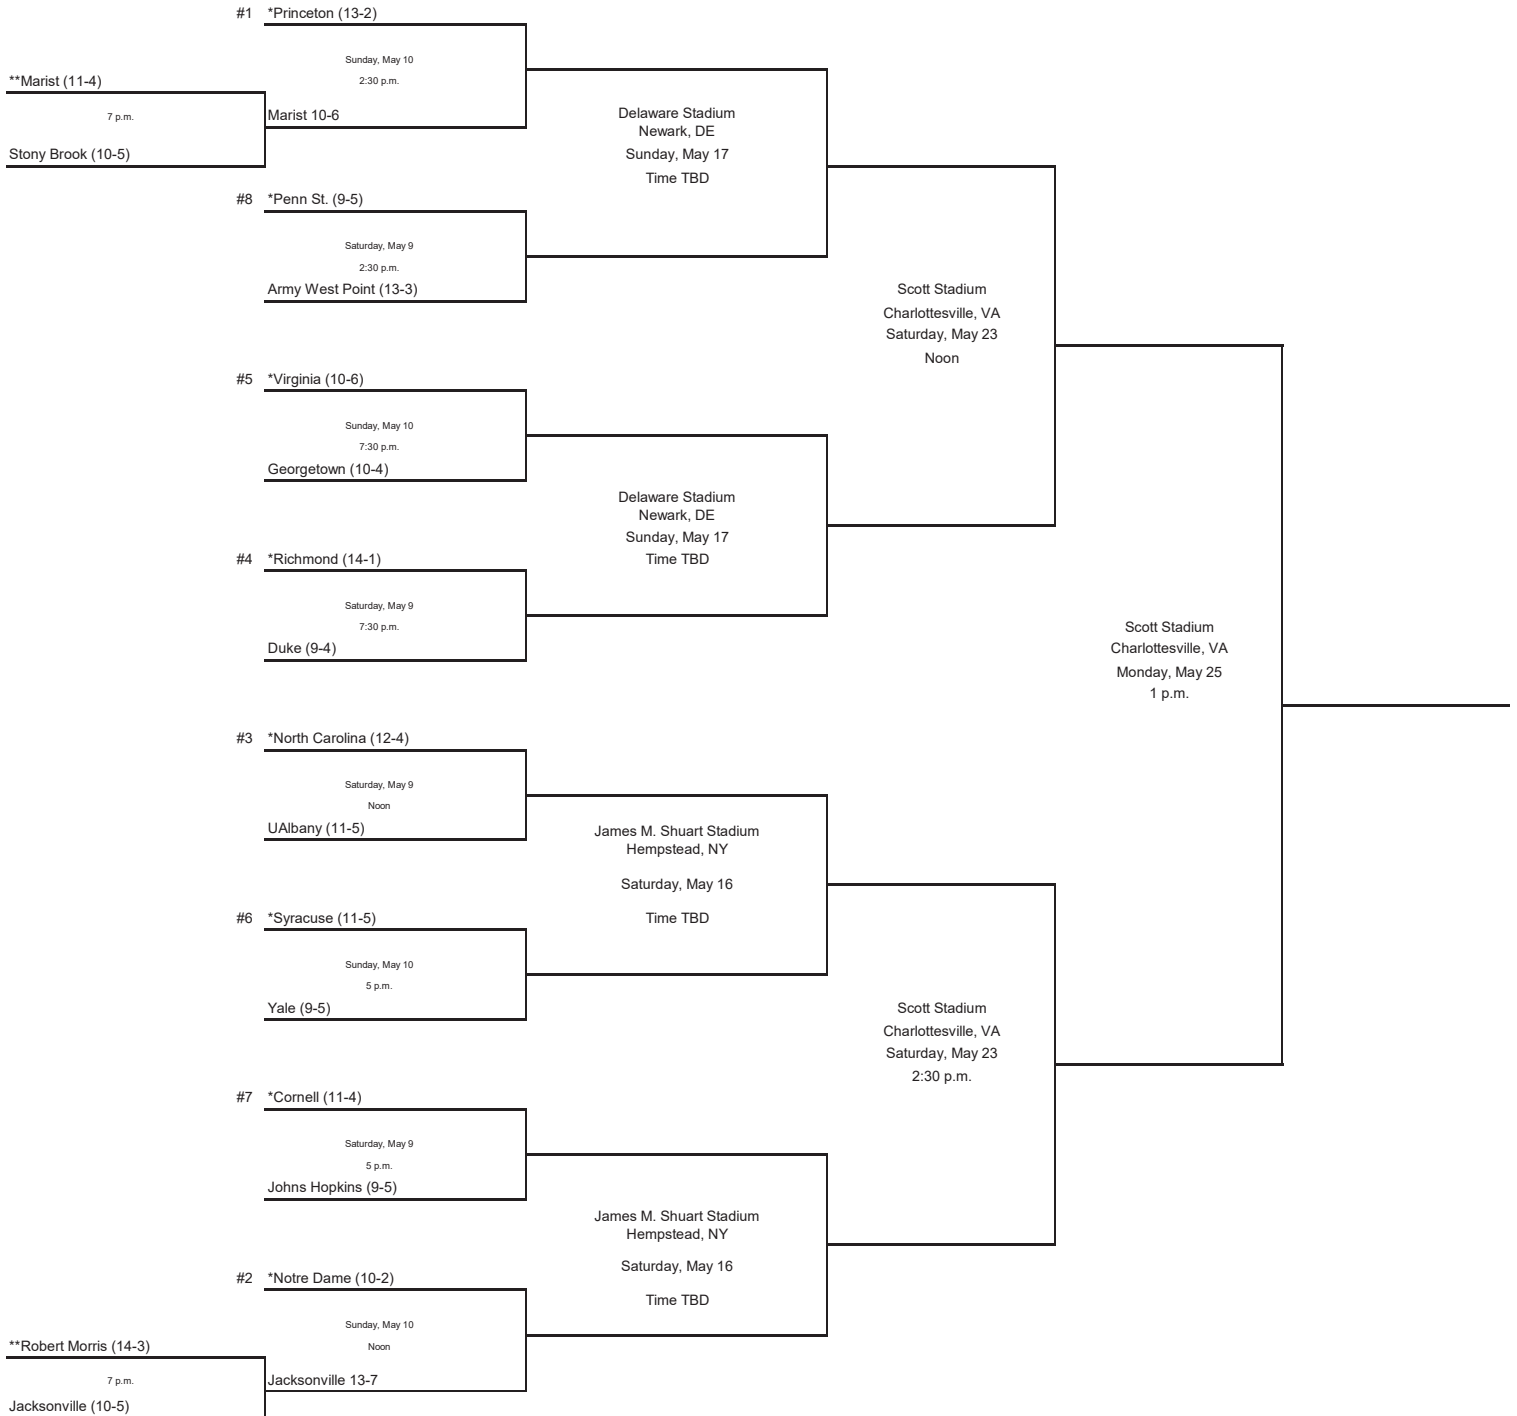 #1 *Princeton (13-2)
Sunday, May 10
2:30 p.m.
**Marist (11-4)
7 p.m.
Marist 10-6
Stony Brook (10-5)
Delaware Stadium
Newark, DE
Sunday, May 17
Time TBD
#8 *Penn St. (9-5)
Saturday, May 9
2:30 p.m.
Army West Point (13-3)
Scott Stadium
Charlottesville, VA
Saturday, May 23
Noon
#5 *Virginia (10-6)
Sunday, May 10
7:30 p.m.
Georgetown (10-4)
Delaware Stadium
Newark, DE
Sunday, May 17
Time TBD
#4 *Richmond (14-1)
Saturday, May 9
7:30 p.m.
Duke (9-4)
Scott Stadium
Charlottesville, VA
Monday, May 25
1 p.m.
#3 *North Carolina (12-4)
Saturday, May 9
Noon
UAlbany (11-5)
James M. Shuart Stadium
Hempstead, NY
Saturday, May 16
Time TBD
#6 *Syracuse (11-5)
Sunday, May 10
5 p.m.
Yale (9-5)
Scott Stadium
Charlottesville, VA
Saturday, May 23
2:30 p.m.
#7 *Cornell (11-4)
Saturday, May 9
5 p.m.
Johns Hopkins (9-5)
James M. Shuart Stadium
Hempstead, NY
Saturday, May 16
Time TBD
#2 *Notre Dame (10-2)
Sunday, May 10
Noon
**Robert Morris (14-3)
7 p.m.
Jacksonville 13-7
Jacksonville (10-5)